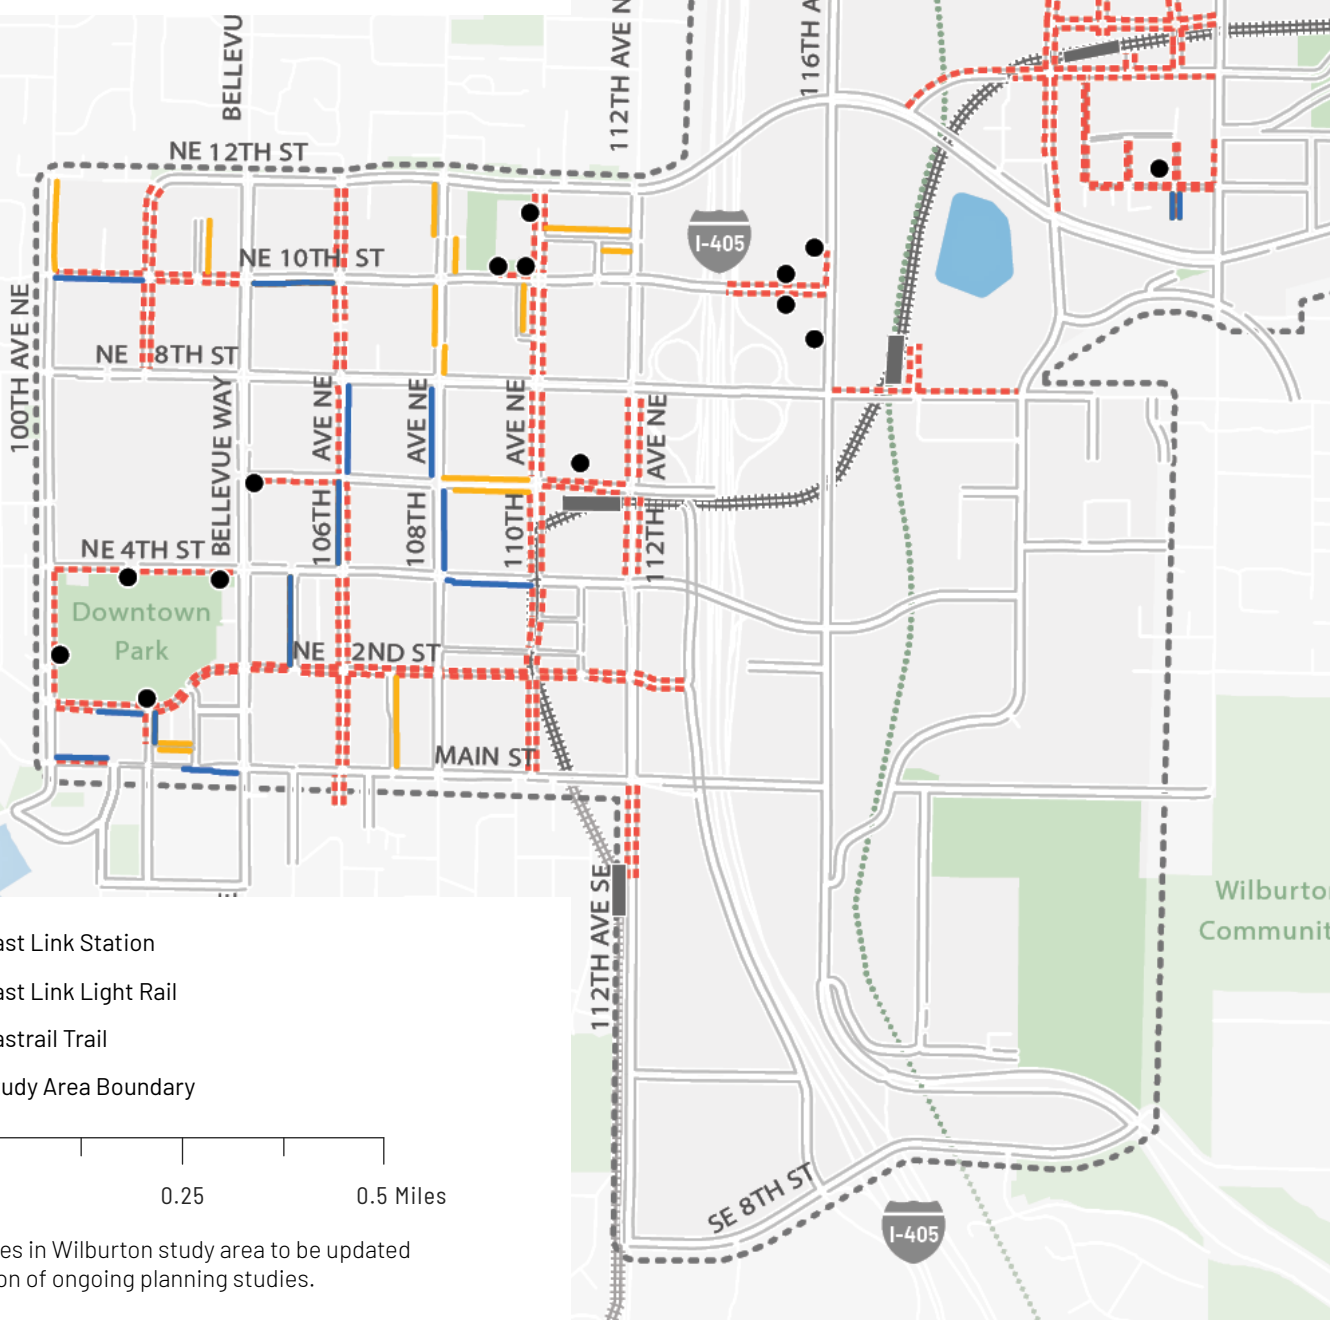 BELLEVU
112TH AVE N
116TH A
NE 12TH ST
I-405
NE 10TH ST
100TH AVE NE
NE 8TH ST
BELLEVUE WAY
106TH AVE NE
108TH AVE NE
110TH AVE NE
112TH AVE NE
NE 4TH ST
Downtown
Park
NE 2ND ST
MAIN ST
112TH AVE SE
Wilburto
Communit
ast Link Station
ast Link Light Rail
astrail Trail
udy Area Boundary
0.25
0.5 Miles
SE 8TH ST
I-405
es in Wilburton study area to be updated
on of ongoing planning studies.